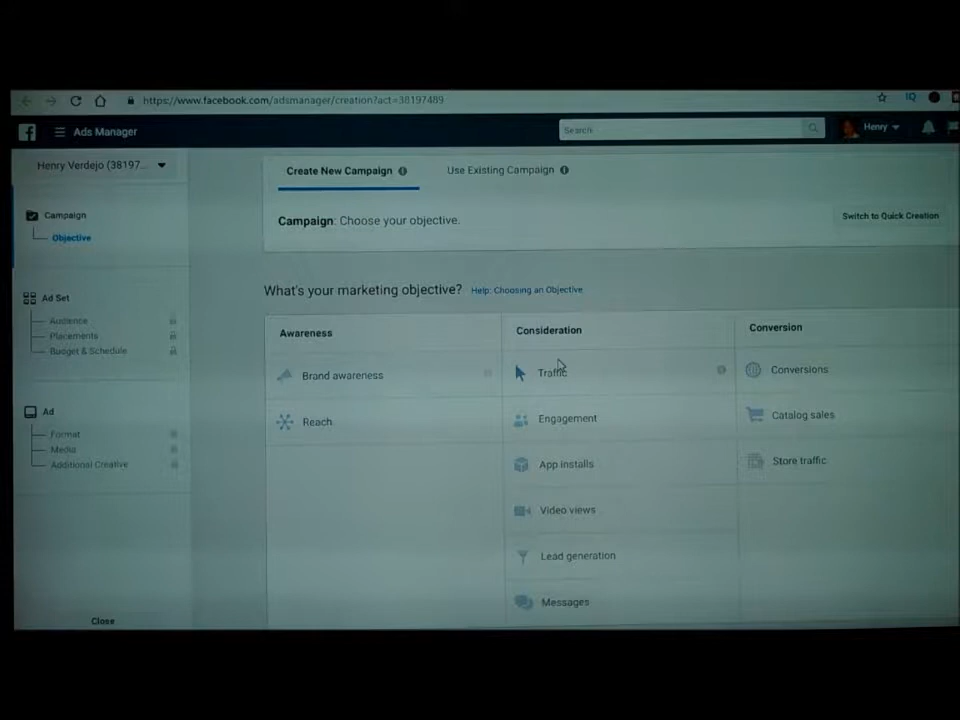 https://www.facebook.com/adsmanager/creation?act=38197489
IQ
f
Ads Manager
Search
Henry
Henry Verdejo (38197...
Create New Campaign
Use Existing Campaign
Campaign: Choose your objective.
Switch to Quick Creation
Campaign
Objective
Ad Set
Audience
Placements
Budget & Schedule
Ad
Format
Media
Additional Creative
Close
What's your marketing objective? Help: Choosing an Objective
Awareness
Brand awareness
Reach
Consideration
Traffic
Engagement
App installs
Video views
Lead generation
Messages
Conversion
Conversions
Catalog sales
Store traffic